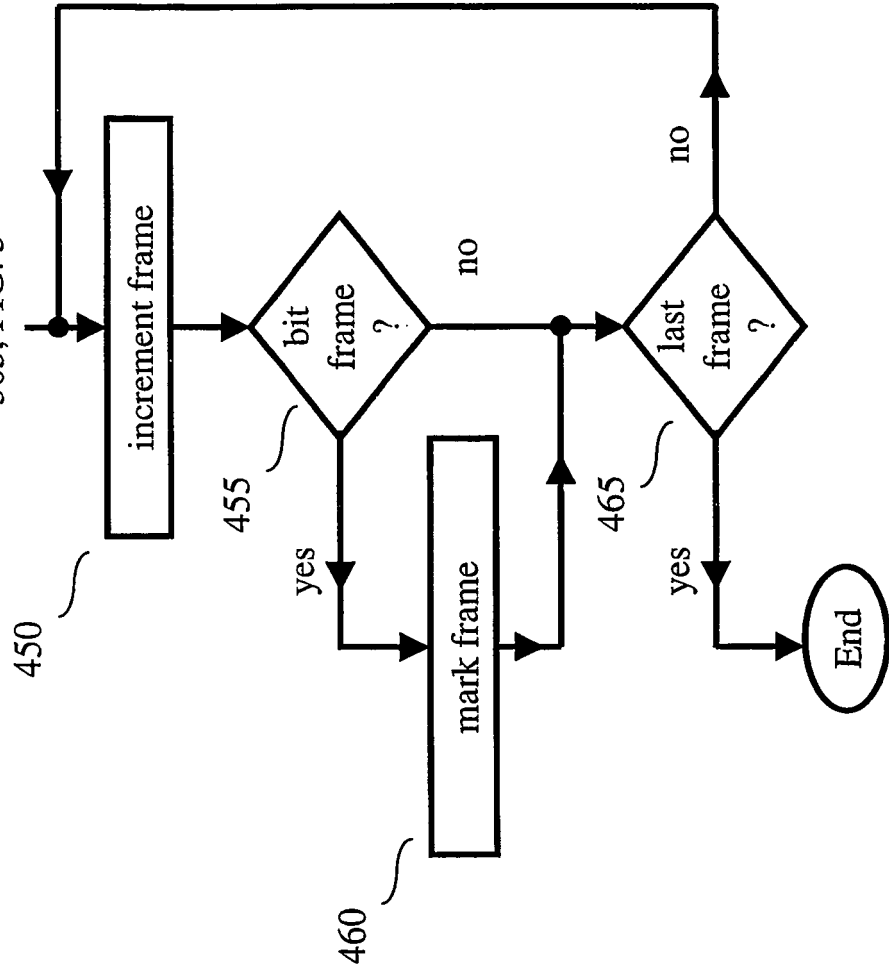 450
increment frame
455
bit
frame
?
yes
no
460
mark frame
465
last
frame
?
yes
no
End